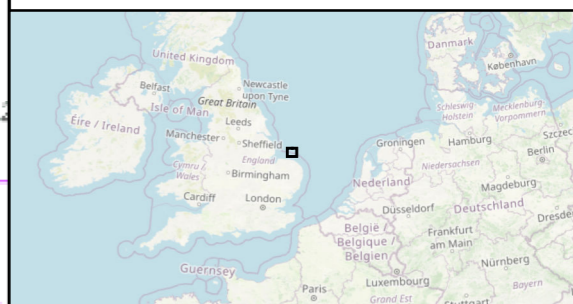 Danmark
København
United Kingdom
Newcastle
upon Tyne
Belfast
Great Britain
Isle of Man
Schleswig
Holstein
Mecklenburg
Vorpommern
Éire / Ireland
Leeds
Manchester
Sheffield
Groningen
Hamburg
Szczec
Berlin
England
Cymru /
Wales
Birmingham
Niedersachsen
Nederland
Magdeburg
Cardiff
London
Düsseldorf
Deutschland
Dresde
België
Belgique /
Belgien
Frankfurt
am Main
Guernsey
Nürnberg
Luxembourg
Paris
Bayern
Grand Est
Stuttgart